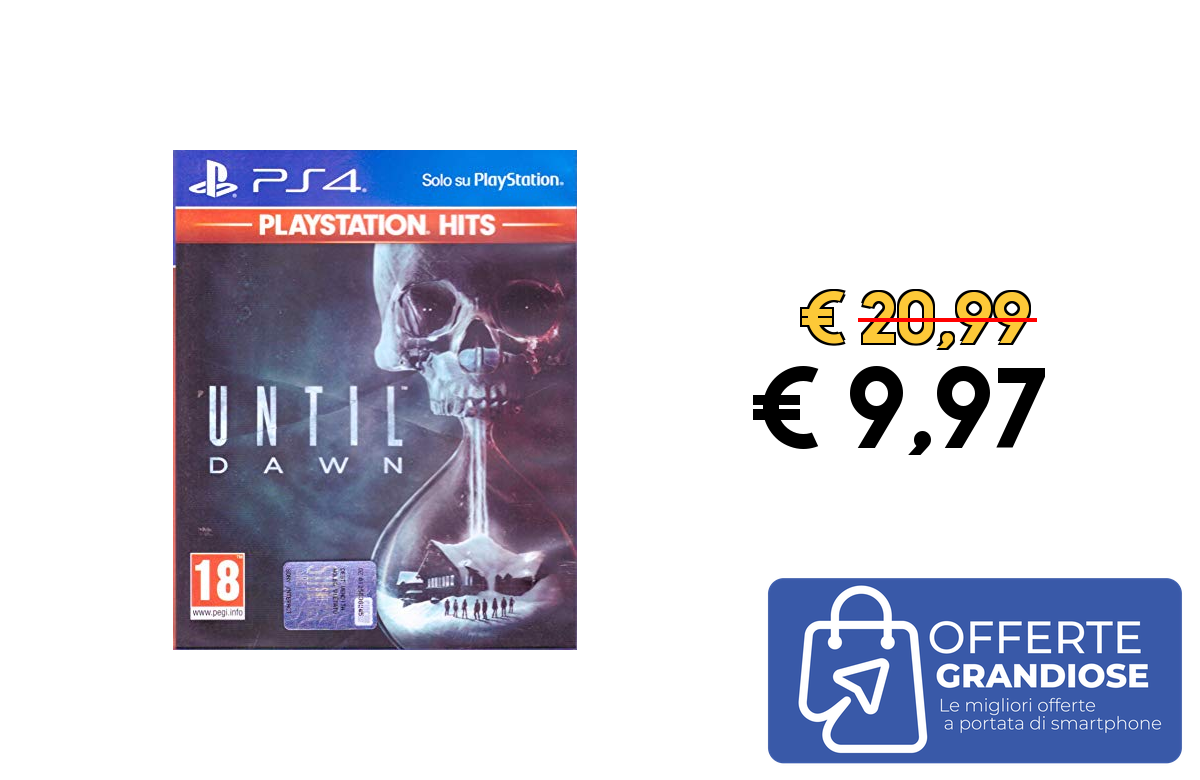 PS4
Solo su PlayStation.
PLAYSTATION HITS
UNTIL™
DAWN
18
www.pegi.info
€ 20,99
€ 9,97
OFFERTE
GRANDIOSE
Le migliori offerte
a portata di smartphone